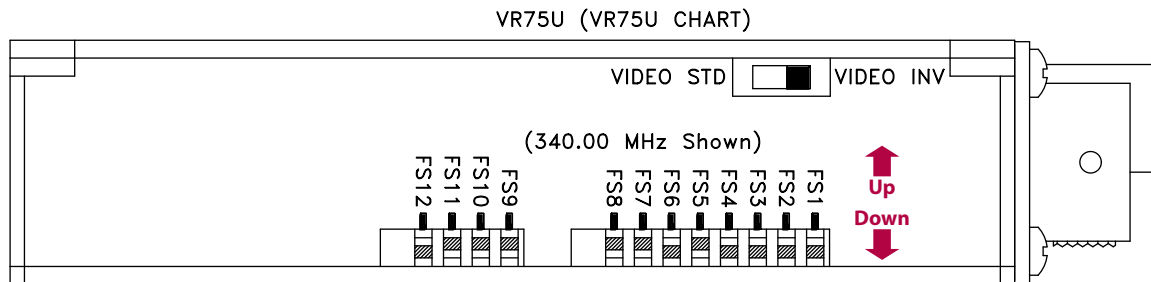 VR75U (VR75U CHART)
VIDEO STD VIDEO INV
(340.00 MHz Shown)
FS12 FS11 FS10 FS9 FS8 FS7 FS6 FS5 FS4 FS3 FS2 FS1
Up
Down